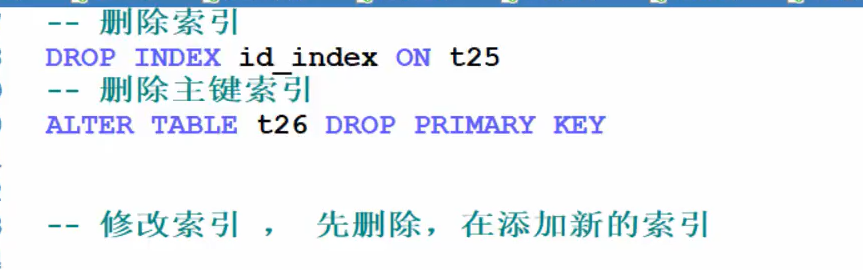 -- 删除索引
DROP INDEX id_index ON t25
-- 删除主键索引
ALTER TABLE t26 DROP PRIMARY KEY
-- 修改索引 ， 先删除，在添加新的索引